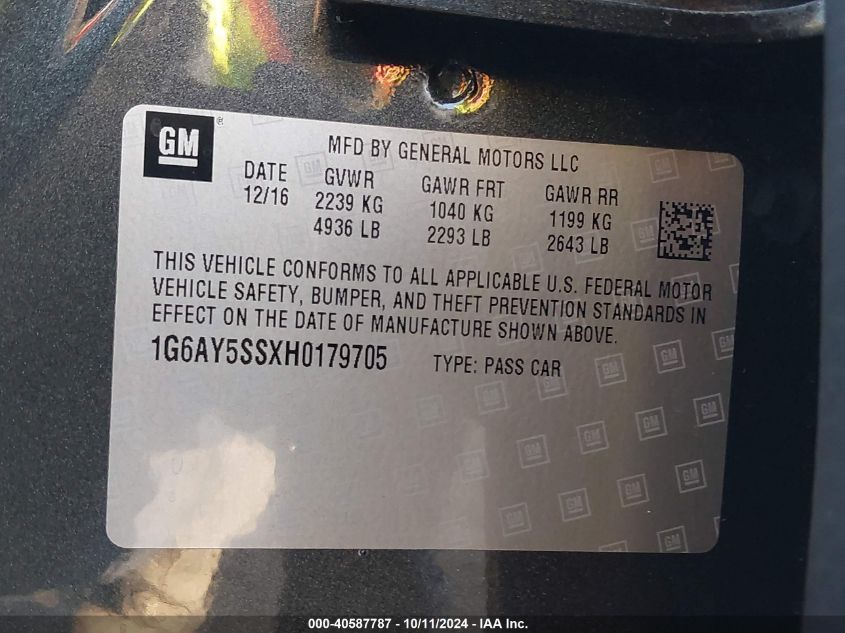 GM ®
MFD BY GENERAL MOTORS LLC
DATE GVWR GAWR FRT GAWR RR
12/16 2239 KG 1040 KG 1199 KG
4936 LB 2293 LB 2643 LB
THIS VEHICLE CONFORMS TO ALL APPLICABLE U.S. FEDERAL MOTOR
VEHICLE SAFETY, BUMPER, AND THEFT PREVENTION STANDARDS IN
EFFECT ON THE DATE OF MANUFACTURE SHOWN ABOVE.
1G6AY5SSXH0179705 TYPE: PASS CAR
000-40587787 - 10/11/2024 - IAA Inc.